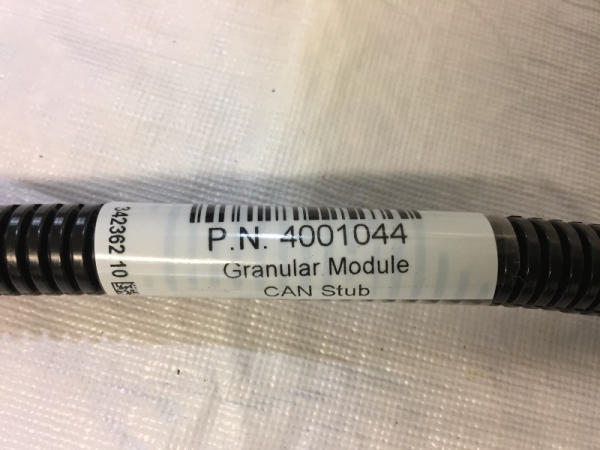 P.N. 4001044
Granular Module
CAN Stub
342362 10